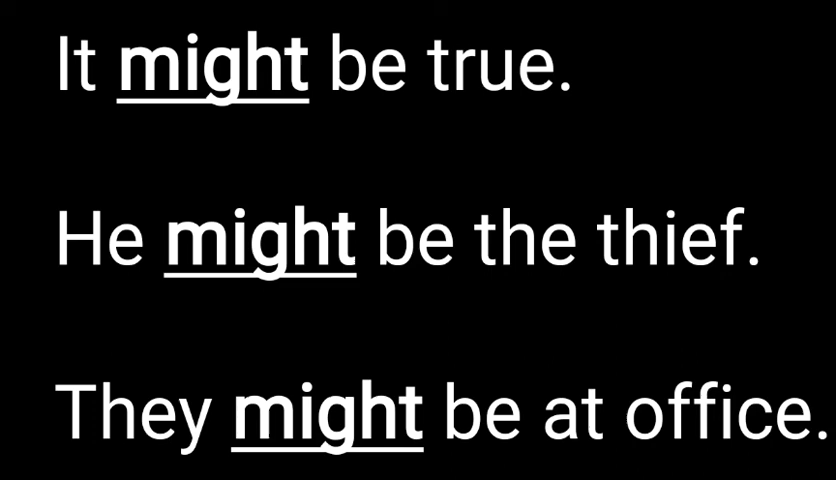 It might be true.
He might be the thief.
They might be at office.